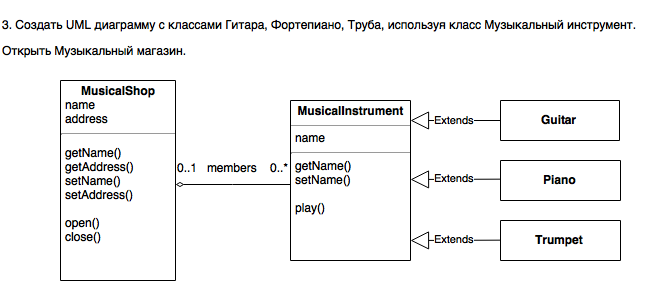 3. Создать UML диаграмму с классами Гитара, Фортепиано, Труба, используя класс Музыкальный инструмент.
Открыть Музыкальный магазин.
MusicalShop
name
address
getName()
getAddress()
setName()
setAddress()
open()
close()
0..1 members 0..*
MusicalInstrument
name
getName()
setName()
play()
Extends
Guitar
Extends
Piano
Extends
Trumpet